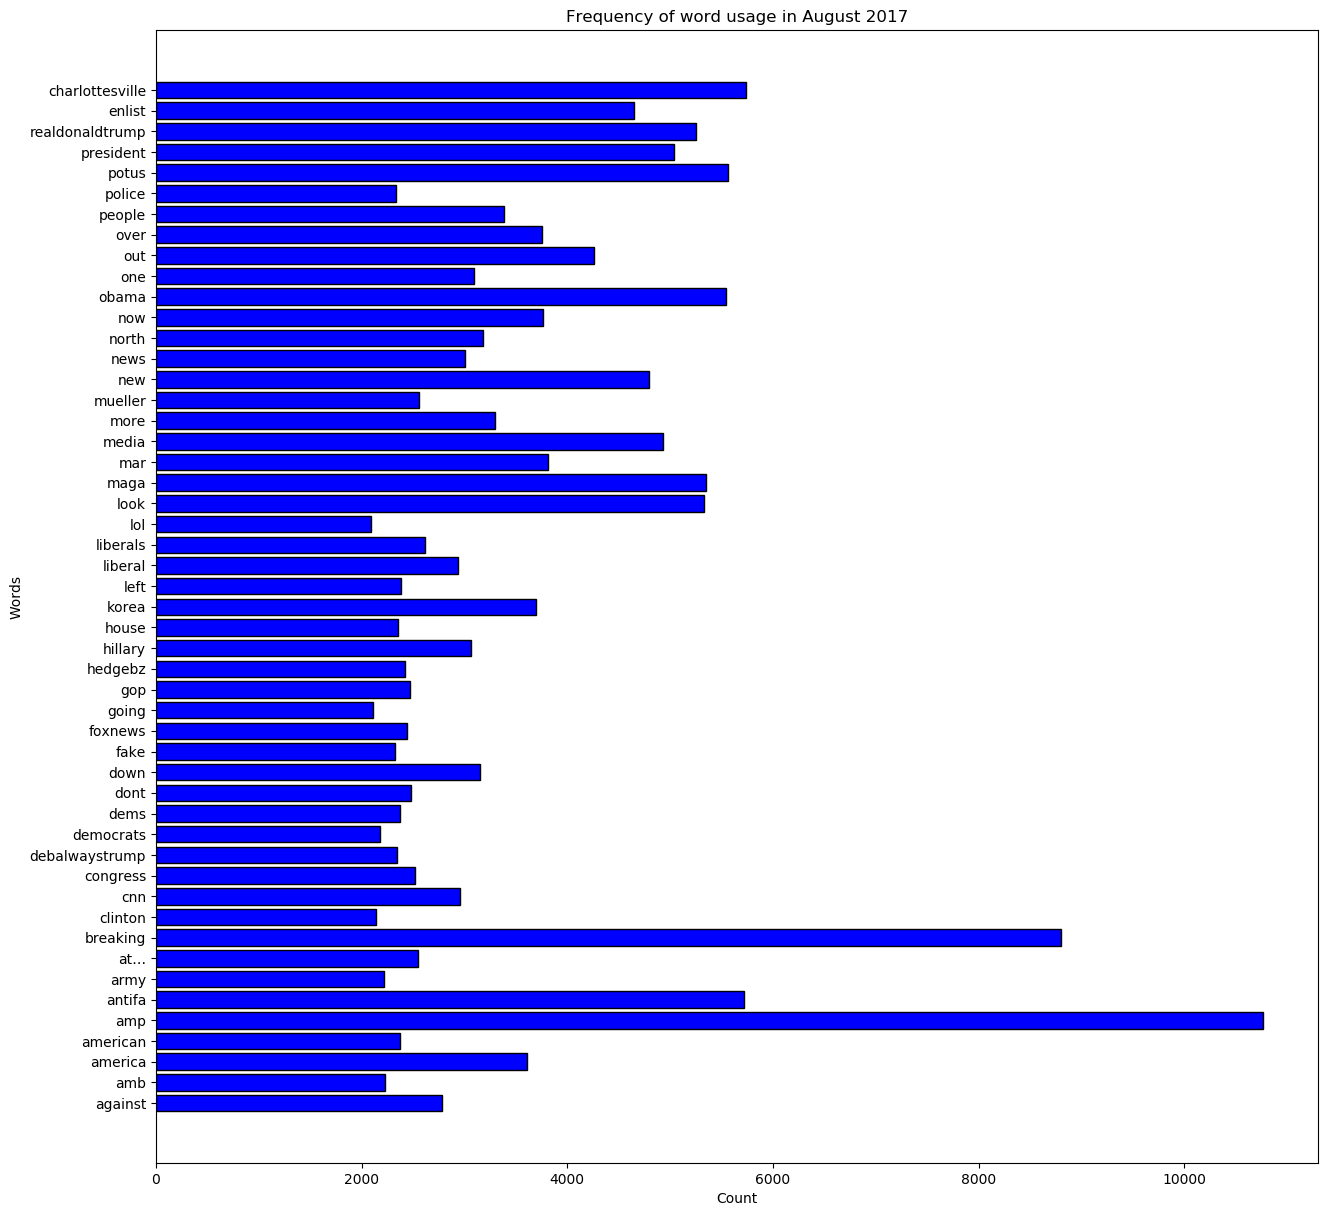 Frequency of word usage in August 2017
charlottesville
enlist
realdonaldtrump
president
potus
police
people
over
out
one
obama
now
north
news
new
mueller
more
media
mar
maga
look
lol
liberals
liberal
left
korea
house
hillary
hedgebz
gop
going
foxnews
fake
down
dont
dems
democrats
debalwaystrump
congress
cnn
clinton
breaking
at…
army
antifa
amp
american
america
amb
against
Words
0 2000 4000 6000 8000 10000
Count